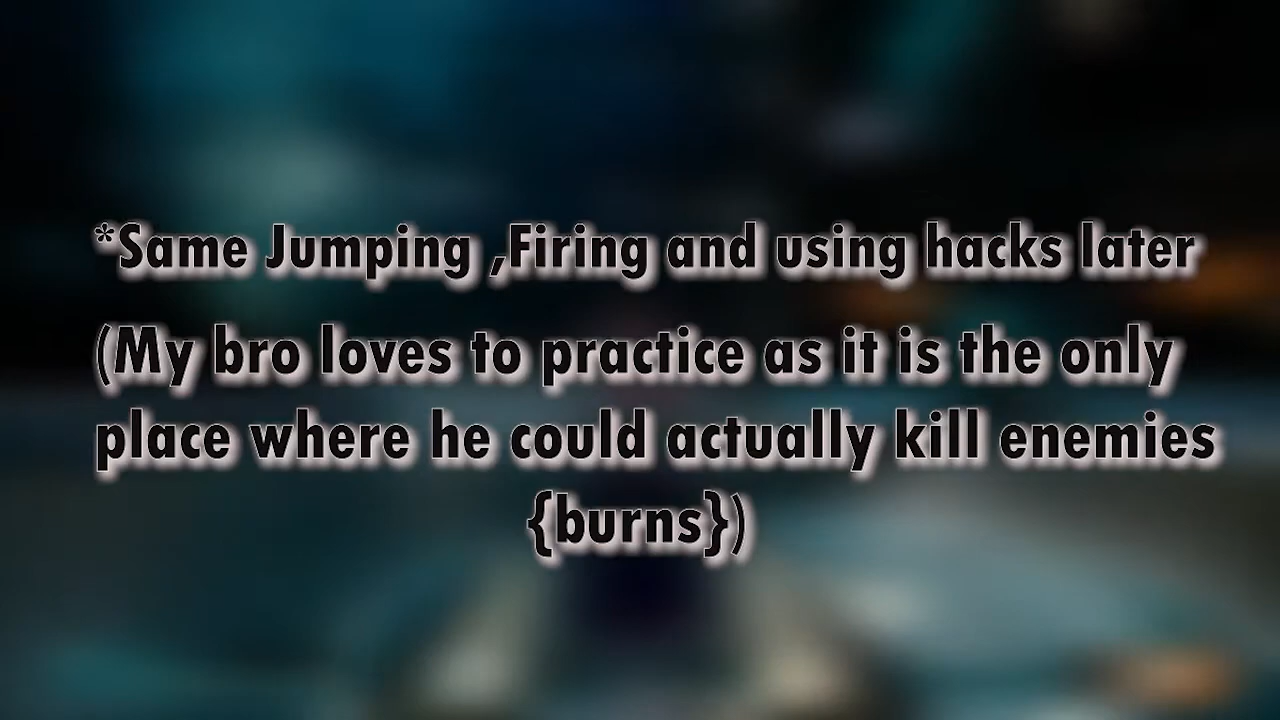 *Same Jumping ,Firing and using hacks later
(My bro loves to practice as it is the only
place where he could actually kill enemies
{burns})